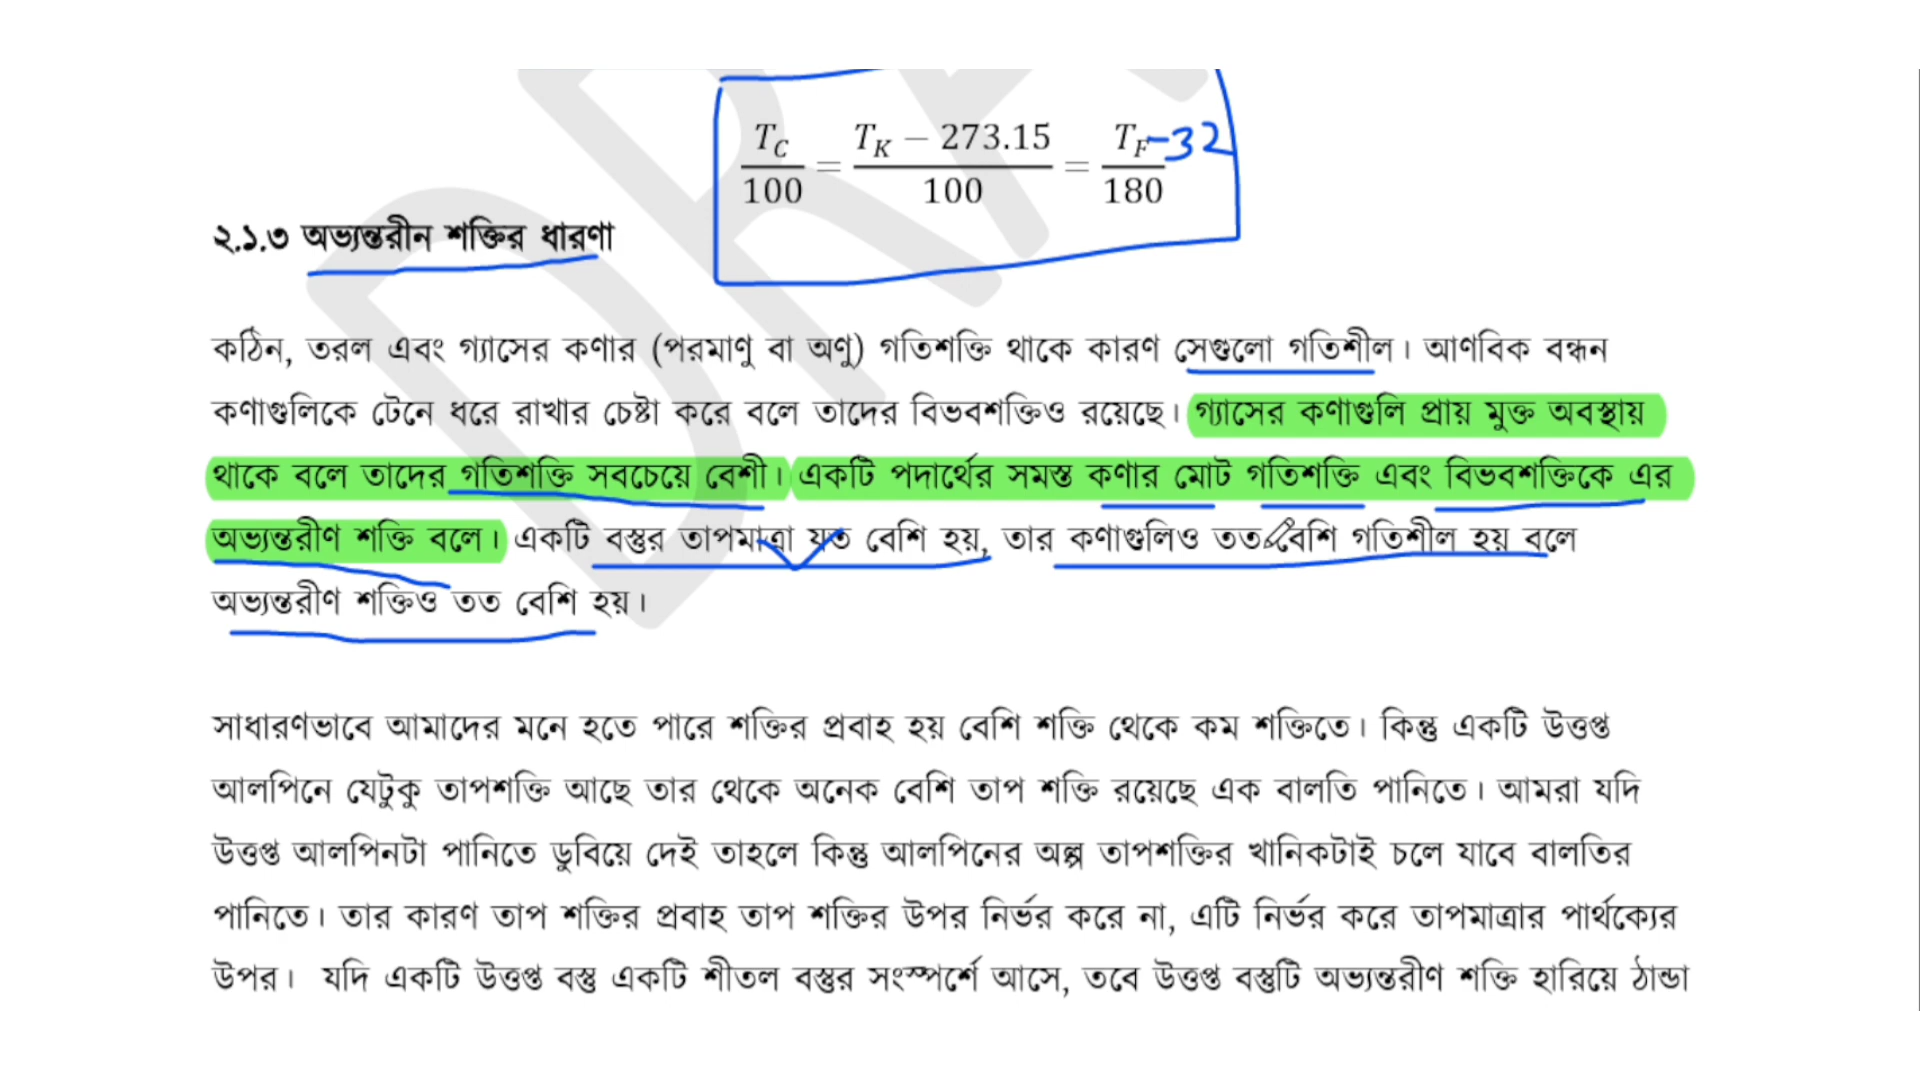 T_C / 100 = T_K − 273.15 / 100 = T_F -32 / 180
২.১.৩ অভ্যন্তরীন শক্তির ধারণা
কঠিন, তরল এবং গ্যাসের কণার (পরমাণু বা অণু) গতিশক্তি থাকে কারণ সেগুলো গতিশীল। আণবিক বন্ধন
কণাগুলিকে টেনে ধরে রাখার চেষ্টা করে বলে তাদের বিভবশক্তিও রয়েছে। গ্যাসের কণাগুলি প্রায় মুক্ত অবস্থায়
থাকে বলে তাদের গতিশক্তি সবচেয়ে বেশী। একটি পদার্থের সমস্ত কণার মোট গতিশক্তি এবং বিভবশক্তিকে এর
অভ্যন্তরীণ শক্তি বলে। একটি বস্তুর তাপমাত্রা যত বেশি হয়, তার কণাগুলিও তত বেশি গতিশীল হয় বলে
অভ্যন্তরীণ শক্তিও তত বেশি হয়।
সাধারণভাবে আমাদের মনে হতে পারে শক্তির প্রবাহ হয় বেশি শক্তি থেকে কম শক্তিতে। কিন্তু একটি উত্তপ্ত
আলপিনে যেটুকু তাপশক্তি আছে তার থেকে অনেক বেশি তাপ শক্তি রয়েছে এক বালতি পানিতে। আমরা যদি
উত্তপ্ত আলপিনটা পানিতে ডুবিয়ে দেই তাহলে কিন্তু আলপিনের অল্প তাপশক্তির খানিকটাই চলে যাবে বালতির
পানিতে। তার কারণ তাপ শক্তির প্রবাহ তাপ শক্তির উপর নির্ভর করে না, এটি নির্ভর করে তাপমাত্রার পার্থক্যের
উপর। যদি একটি উত্তপ্ত বস্তু একটি শীতল বস্তুর সংস্পর্শে আসে, তবে উত্তপ্ত বস্তুটি অভ্যন্তরীণ শক্তি হারিয়ে ঠান্ডা